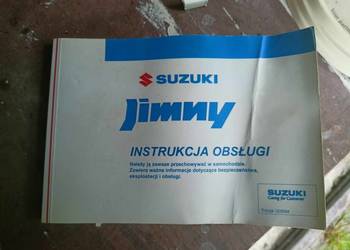 SUZUKI
Jimny
INSTRUKCJA OBSŁUGI
Należy ją zawsze przechowywać w samochodzie.
Zawiera ważne informacje dotyczące bezpieczeństwa,
eksploatacji i obsługi.
SUZUKI
Caring for Customers